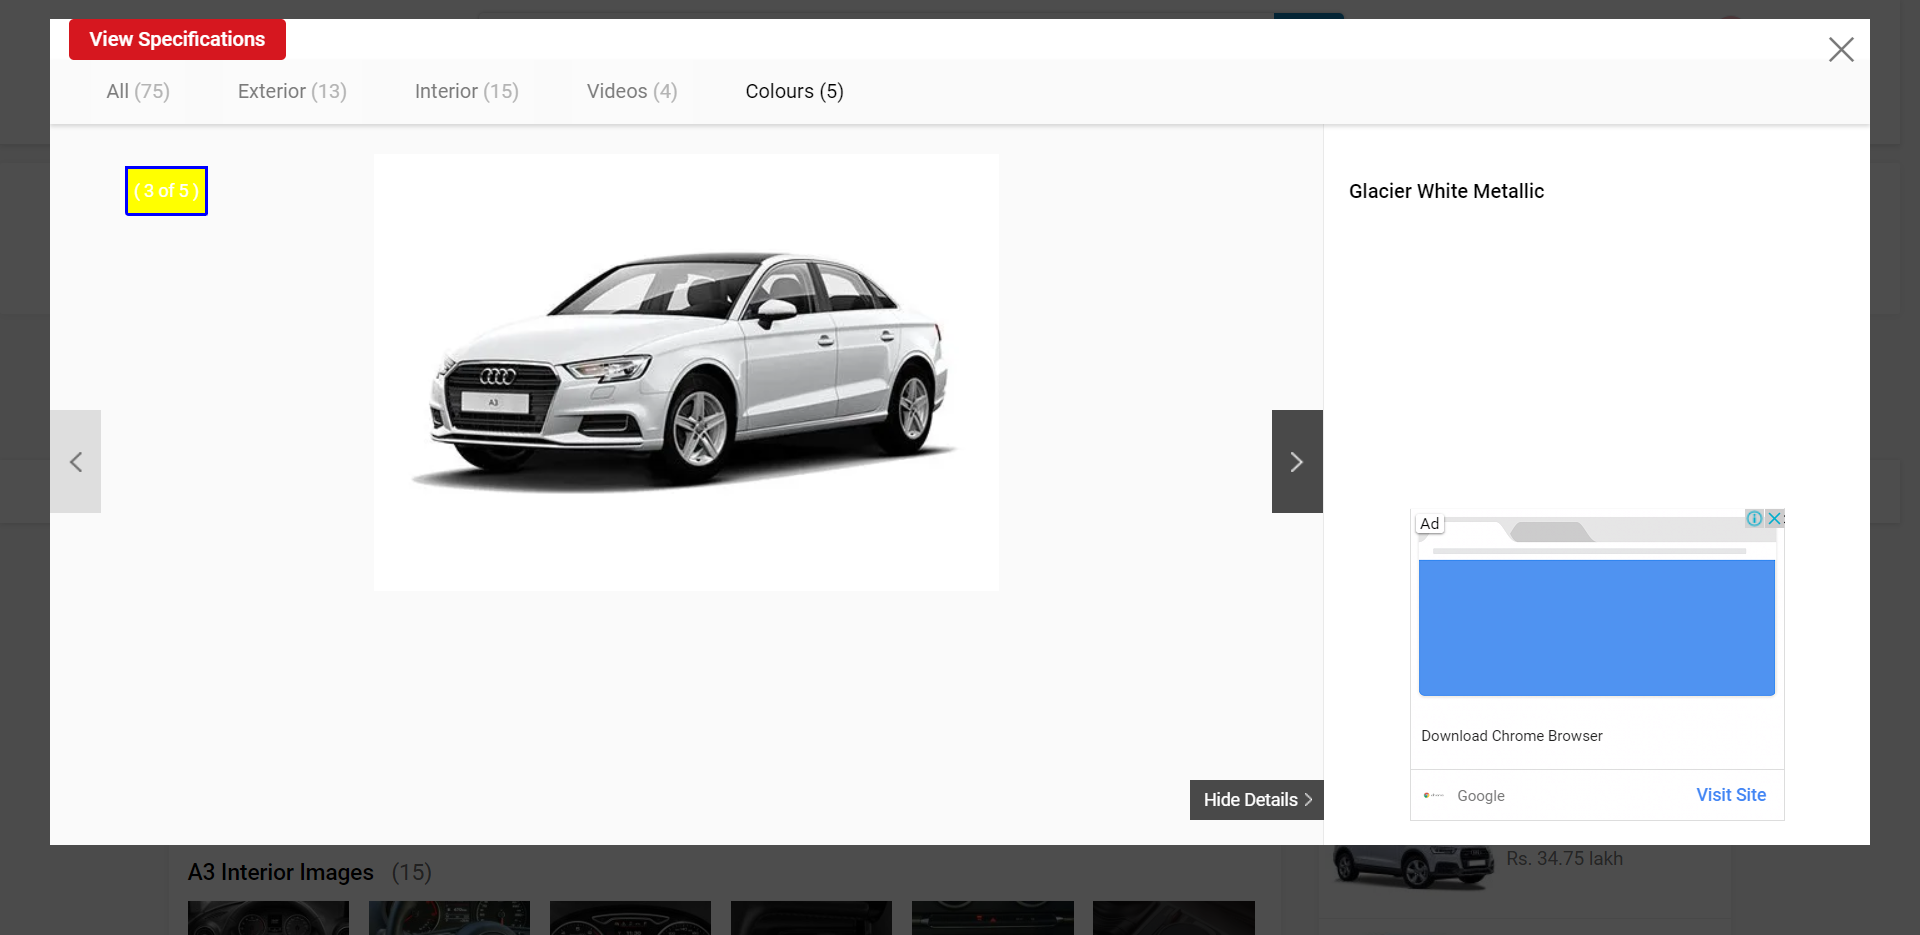 View Specifications
All (75) Exterior (13) Interior (15) Videos (4) Colours (5)
( 3 of 5 )
Glacier White Metallic
A3
Ad
Download Chrome Browser
Google Visit Site
Hide Details
Rs. 34.75 lakh
A3 Interior Images (15)